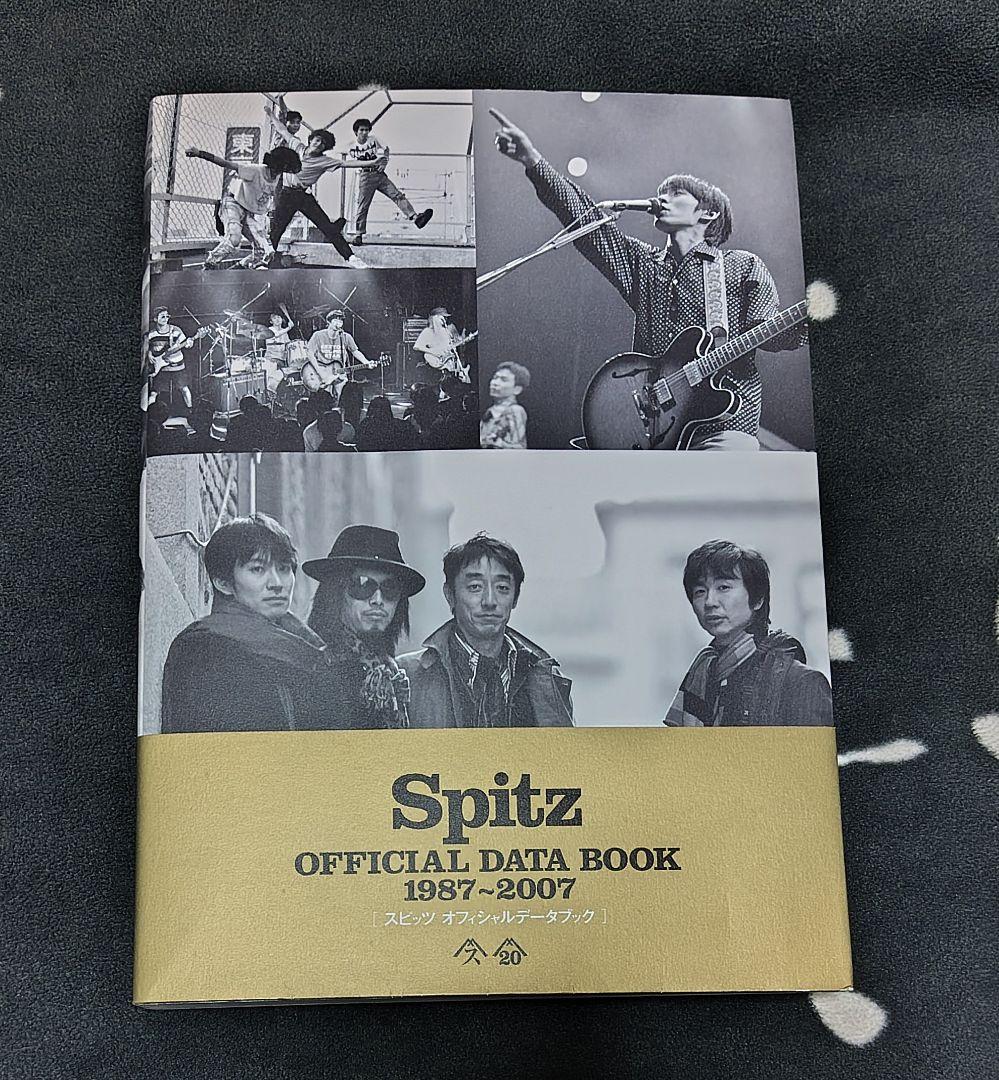 東
Spitz
OFFICIAL DATA BOOK
1987~2007
[ スピッツ オフィシャルデータブック ]
ス 20